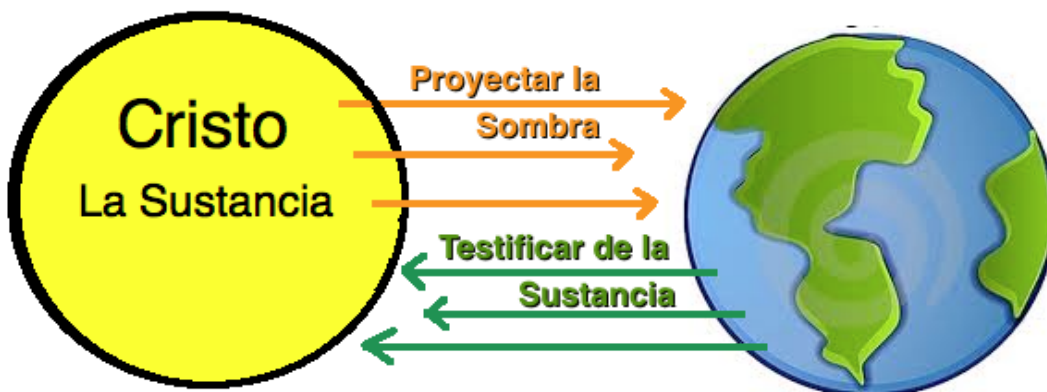 Cristo
La Sustancia
Proyectar la
Sombra
Testificar de la
Sustancia